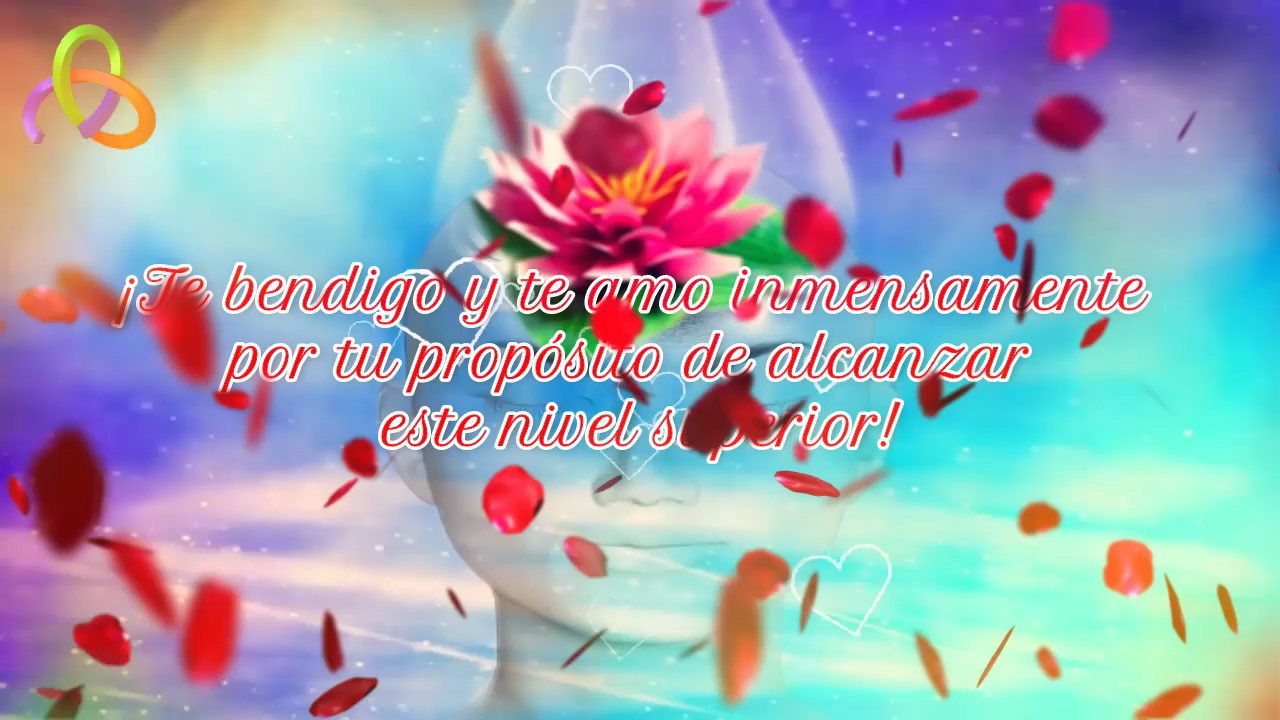 ¡Te bendigo y te amo inmensamente
por tu propósito de alcanzar
este nivel superior!